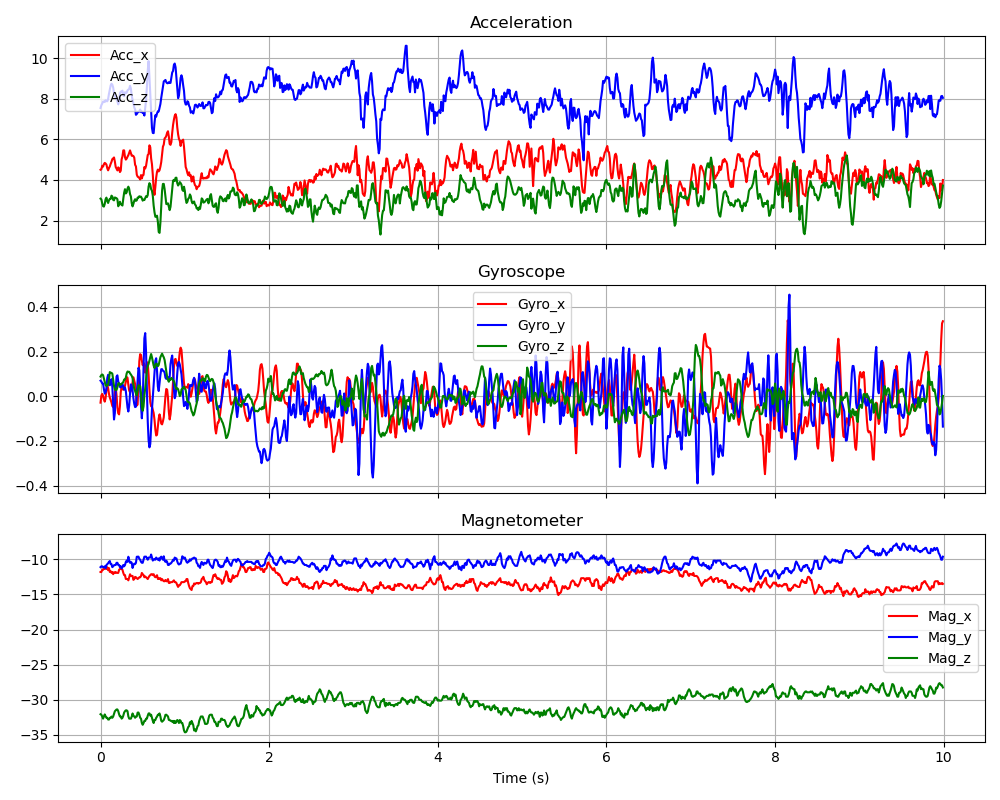 Acceleration
10
8
6
4
2
Acc_x
Acc_y
Acc_z
Gyroscope
0.4
0.2
0.0
−0.2
−0.4
Gyro_x
Gyro_y
Gyro_z
Magnetometer
−10
−15
−20
−25
−30
−35
Mag_x
Mag_y
Mag_z
0 2 4 6 8 10
Time (s)